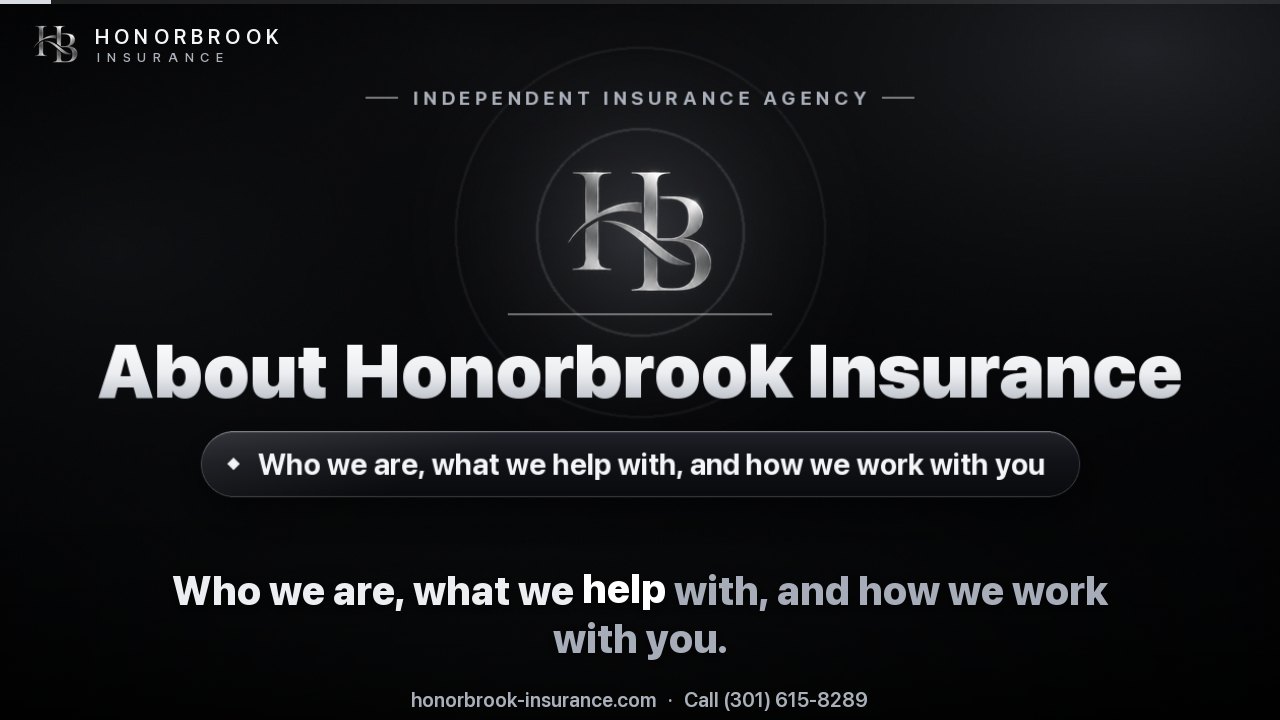 HB HONORBROOK
INSURANCE
INDEPENDENT INSURANCE AGENCY
HB
About Honorbrook Insurance
Who we are, what we help with, and how we work with you
Who we are, what we help with, and how we work
with you.
honorbrook-insurance.com · Call (301) 615-8289